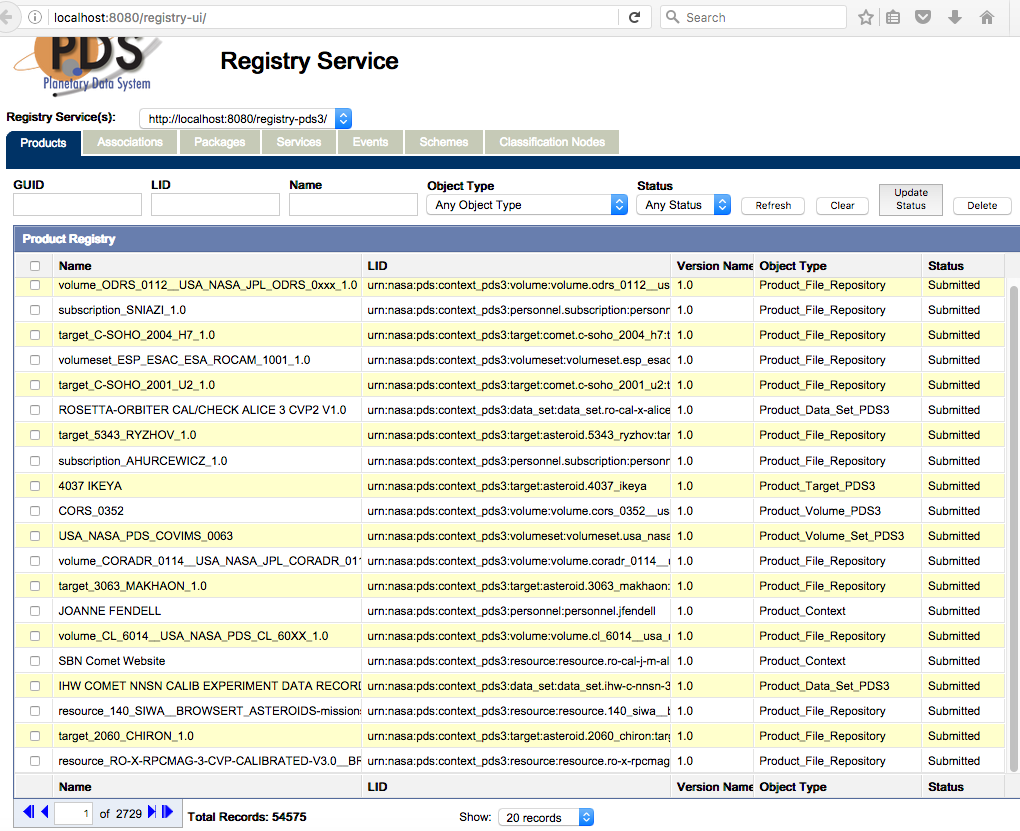 localhost:8080/registry-ui/
Search
PDS
Planetary Data System
Registry Service
Registry Service(s):
http://localhost:8080/registry-pds3/
Products Associations Packages Services Events Schemes Classification Nodes
GUID LID Name Object Type Status
Any Object Type Any Status Refresh Clear Update Status Delete
Product Registry
Name LID Version Name Object Type Status
volume_ODRS_0112__USA_NASA_JPL_ODRS_0xxx_1.0 urn:nasa:pds:context_pds3:volume:volume.odrs_0112__us 1.0 Product_File_Repository Submitted
subscription_SNIAZI_1.0 urn:nasa:pds:context_pds3:personnel.subscription:personn 1.0 Product_File_Repository Submitted
target_C-SOHO_2004_H7_1.0 urn:nasa:pds:context_pds3:target:comet.c-soho_2004_h7:t 1.0 Product_File_Repository Submitted
volumeset_ESP_ESAC_ESA_ROCAM_1001_1.0 urn:nasa:pds:context_pds3:volumeset:volumeset.esp_esac 1.0 Product_File_Repository Submitted
target_C-SOHO_2001_U2_1.0 urn:nasa:pds:context_pds3:target:comet.c-soho_2001_u2:t 1.0 Product_File_Repository Submitted
ROSETTA-ORBITER CAL/CHECK ALICE 3 CVP2 V1.0 urn:nasa:pds:context_pds3:data_set:data_set.ro-cal-x-alice 1.0 Product_Data_Set_PDS3 Submitted
target_5343_RYZHOV_1.0 urn:nasa:pds:context_pds3:target:asteroid.5343_ryzhov:tar 1.0 Product_File_Repository Submitted
subscription_AHURCEWICZ_1.0 urn:nasa:pds:context_pds3:personnel.subscription:personn 1.0 Product_File_Repository Submitted
4037 IKEYA urn:nasa:pds:context_pds3:target:asteroid.4037_ikeya 1.0 Product_Target_PDS3 Submitted
CORS_0352 urn:nasa:pds:context_pds3:volume:volume.cors_0352__us 1.0 Product_Volume_PDS3 Submitted
USA_NASA_PDS_COVIMS_0063 urn:nasa:pds:context_pds3:volumeset:volumeset.usa_nasa 1.0 Product_Volume_Set_PDS3 Submitted
volume_CORADR_0114__USA_NASA_JPL_CORADR_011 urn:nasa:pds:context_pds3:volume:volume.coradr_0114__u 1.0 Product_File_Repository Submitted
target_3063_MAKHAON_1.0 urn:nasa:pds:context_pds3:target:asteroid.3063_makhaon: 1.0 Product_File_Repository Submitted
JOANNE FENDELL urn:nasa:pds:context_pds3:personnel:personnel.jfendell 1.0 Product_Context Submitted
volume_CL_6014__USA_NASA_PDS_CL_60XX_1.0 urn:nasa:pds:context_pds3:volume:volume.cl_6014__usa_n 1.0 Product_File_Repository Submitted
SBN Comet Website urn:nasa:pds:context_pds3:resource:resource.ro-cal-j-m-al 1.0 Product_Context Submitted
IHW COMET NNSN CALIB EXPERIMENT DATA RECORD urn:nasa:pds:context_pds3:data_set:data_set.ihw-c-nnsn-3 1.0 Product_Data_Set_PDS3 Submitted
resource_140_SIWA__BROWSERT_ASTEROIDS-mission urn:nasa:pds:context_pds3:resource:resource.140_siwa__b 1.0 Product_File_Repository Submitted
target_2060_CHIRON_1.0 urn:nasa:pds:context_pds3:target:asteroid.2060_chiron:tar 1.0 Product_File_Repository Submitted
resource_RO-X-RPCMAG-3-CVP-CALIBRATED-V3.0__BR urn:nasa:pds:context_pds3:resource:resource.ro-x-rpcmag 1.0 Product_File_Repository Submitted
Name LID Version Name Object Type Status
1 of 2729 Total Records: 54575 Show: 20 records